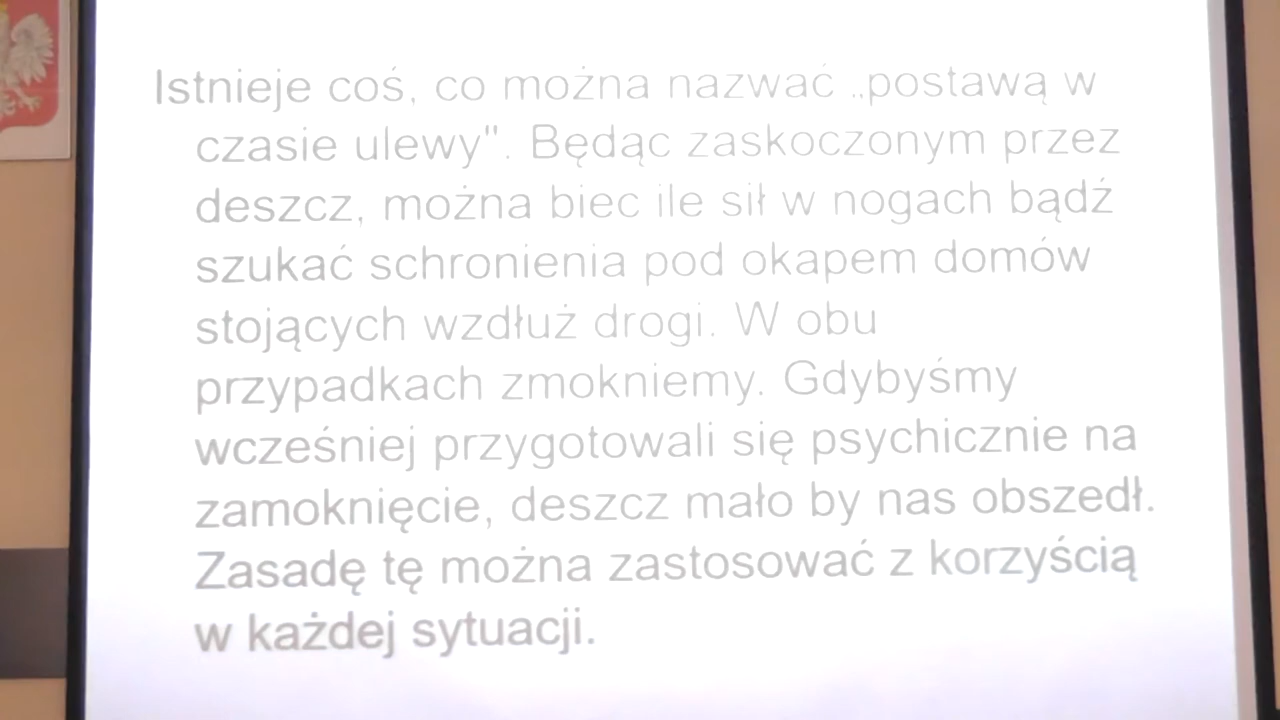 Istnieje coś, co można nazwać „postawą w
czasie ulewy". Będąc zaskoczonym przez
deszcz, można biec ile sił w nogach bądź
szukać schronienia pod okapem domów
stojących wzdłuż drogi. W obu
przypadkach zmokniemy. Gdybyśmy
wcześniej przygotowali się psychicznie na
zamoknięcie, deszcz mało by nas obszedł.
Zasadę tę można zastosować z korzyścią
w każdej sytuacji.